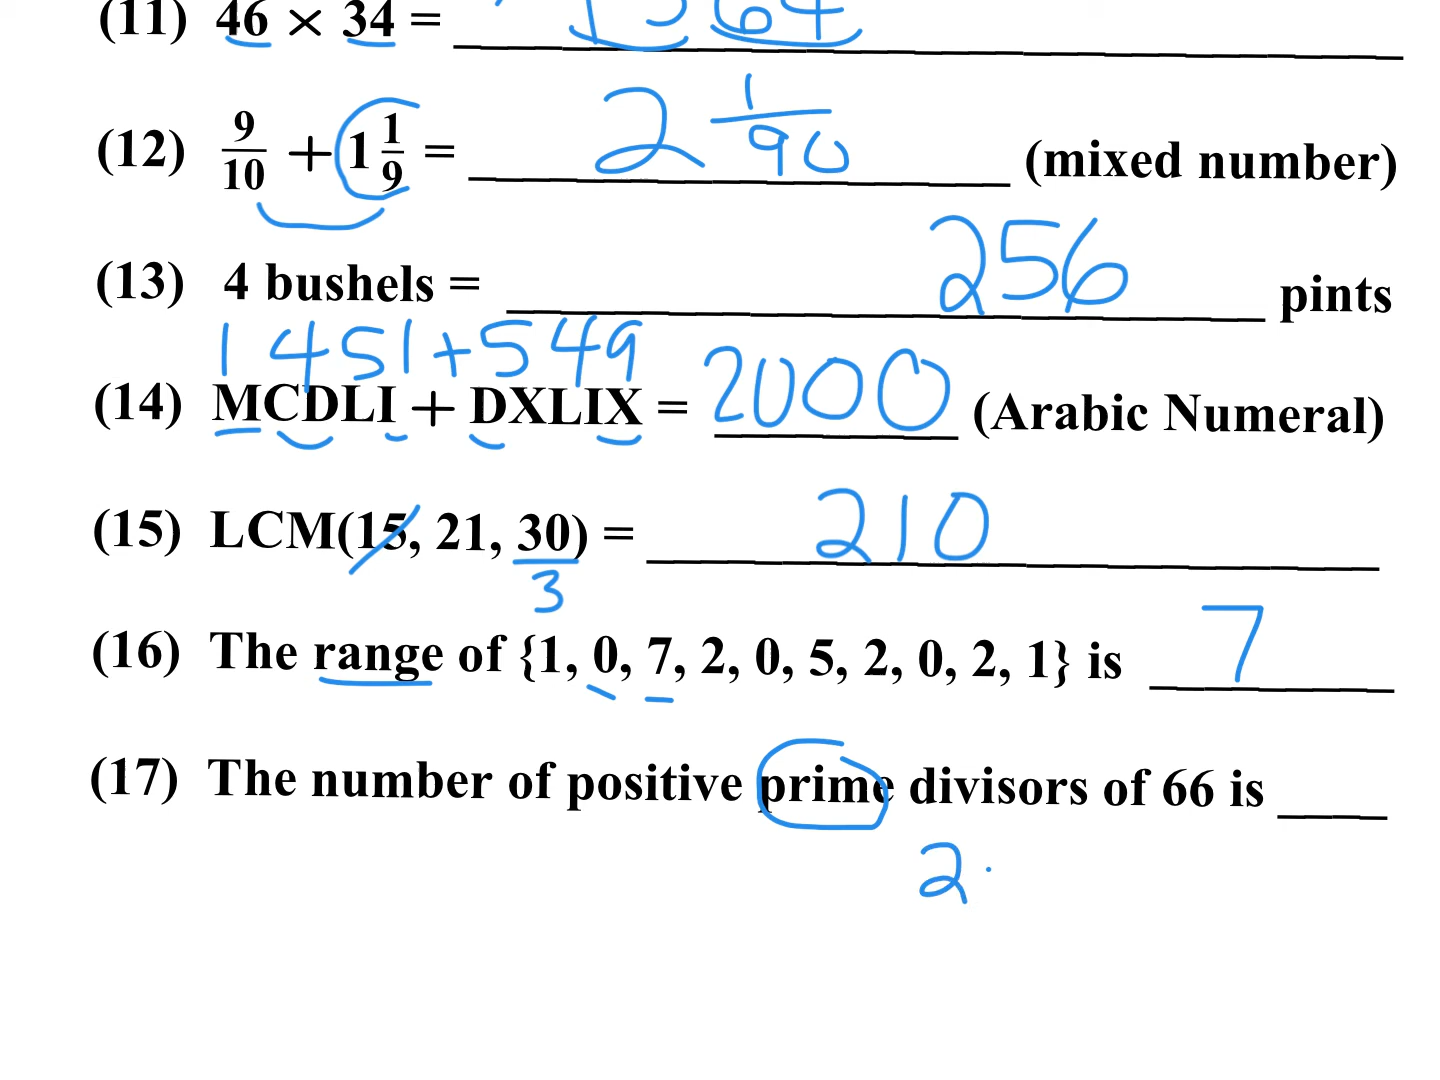 (11) 46 × 34 = 1564
(12) 9/10 + 1 1/9 = 2 1/90 (mixed number)
(13) 4 bushels = 256 pints
1451+549
(14) MCDLI + DXLIX = 2000 (Arabic Numeral)
(15) LCM(15, 21, 30) = 210
3
(16) The range of {1, 0, 7, 2, 0, 5, 2, 0, 2, 1} is 7
(17) The number of positive prime divisors of 66 is
2 ·